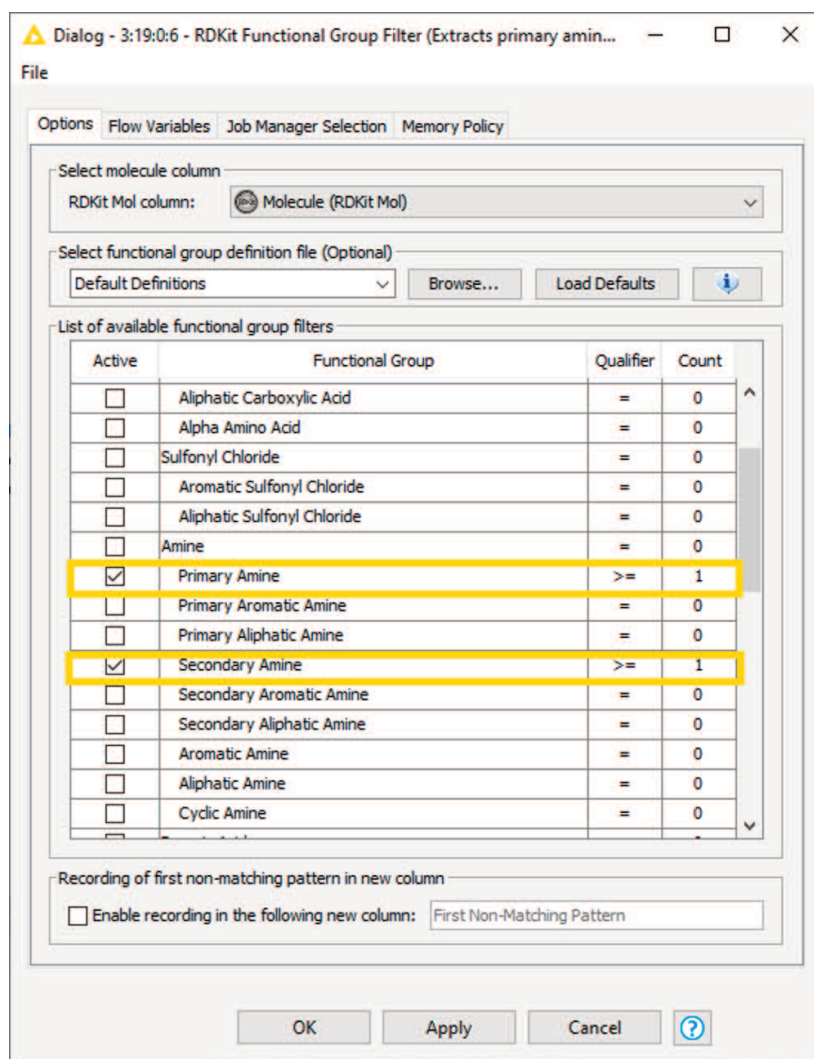 Dialog - 3:19:0:6 - RDKit Functional Group Filter (Extracts primary amin...
File
Options Flow Variables Job Manager Selection Memory Policy
Select molecule column
RDKit Mol column: Molecule (RDKit Mol)
Select functional group definition file (Optional)
Default Definitions Browse... Load Defaults i
List of available functional group filters
Active Functional Group Qualifier Count
Aliphatic Carboxylic Acid = 0
Alpha Amino Acid = 0
Sulfonyl Chloride = 0
Aromatic Sulfonyl Chloride = 0
Aliphatic Sulfonyl Chloride = 0
Amine = 0
Primary Amine >= 1
Primary Aromatic Amine = 0
Primary Aliphatic Amine = 0
Secondary Amine >= 1
Secondary Aromatic Amine = 0
Secondary Aliphatic Amine = 0
Aromatic Amine = 0
Aliphatic Amine = 0
Cyclic Amine = 0
Recording of first non-matching pattern in new column
Enable recording in the following new column: First Non-Matching Pattern
OK Apply Cancel ?